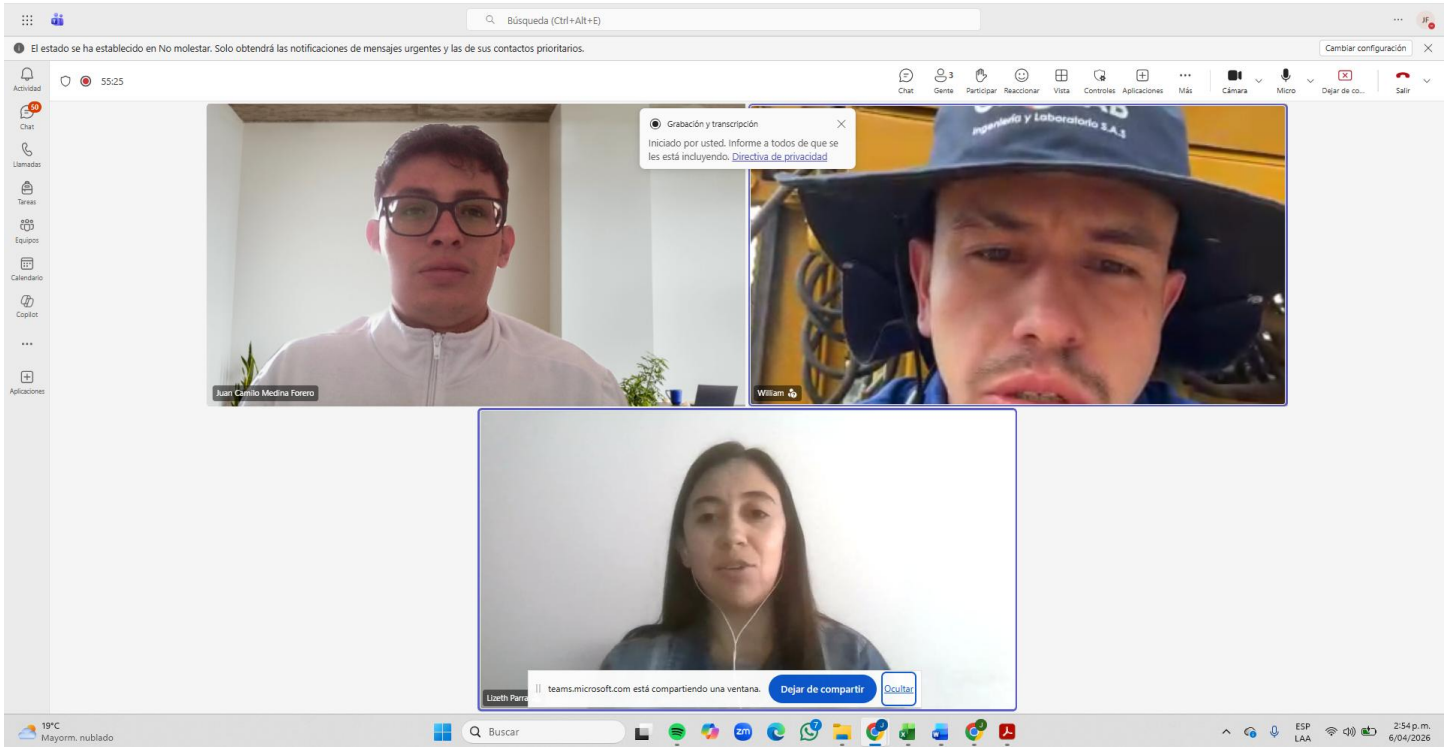 Búsqueda (Ctrl+Alt+E)
JF
El estado se ha establecido en No molestar. Solo obtendrá las notificaciones de mensajes urgentes y las de sus contactos prioritarios.
Cambiar configuración
Actividad
50
Chat
Llamadas
Tareas
Equipos
Calendario
Copilot
Aplicaciones
55:25
Chat
3
Gente
Participar
Reaccionar
Vista
Controles
Aplicaciones
Más
Cámara
Micro
Dejar de co...
Salir
Grabación y transcripción
Iniciado por usted. Informe a todos de que se
les está incluyendo. Directiva de privacidad
Ingeniería y Laboratorio S.A.S
Juan Camilo Medina Forero
William
Lizeth Parra
teams.microsoft.com está compartiendo una ventana.
Dejar de compartir
Ocultar
19°C
Mayorm. nublado
Buscar
zm
7
ESP
LAA
2:54 p.m.
6/04/2026